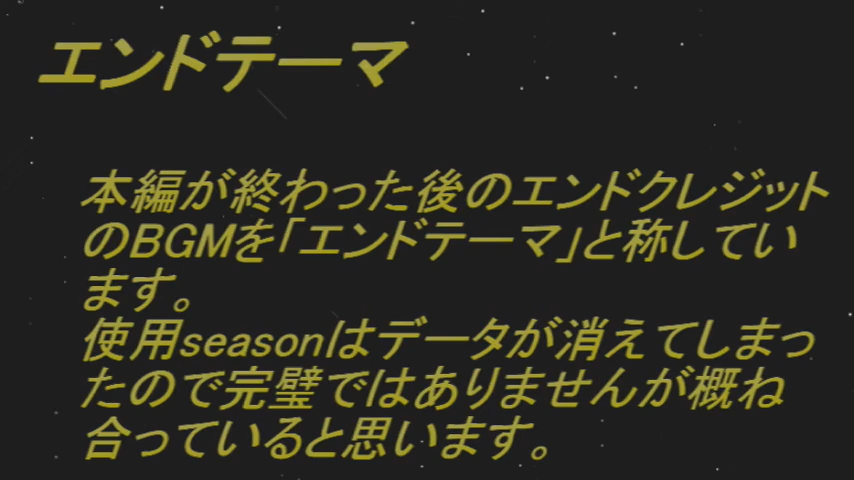 エンドテーマ
本編が終わった後のエンドクレジット
のBGMを「エンドテーマ」と称してい
ます。
使用seasonはデータが消えてしまっ
たので完璧ではありませんが概ね
合っていると思います。